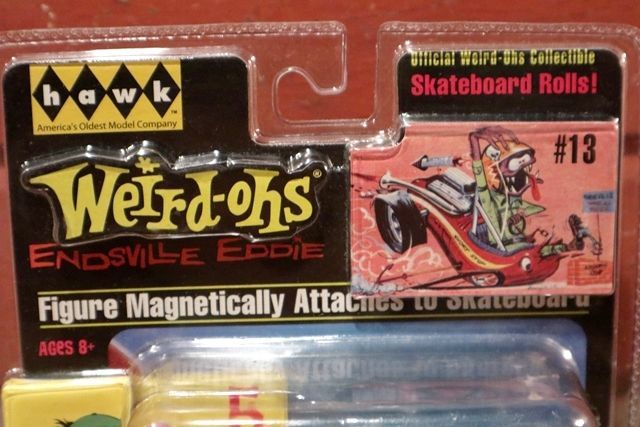 Official Weird-Ohs Collectible
hawk™
Skateboard Rolls!
America's Oldest Model Company
#13
Weird-ohs®
ENDSVILLE EDDIE
Figure Magnetically Attaches to Skateboard
AGES 8+